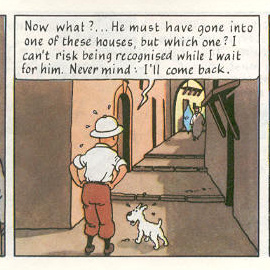 Now what?... He must have gone into
one of these houses, but which one? I
can't risk being recognised while I wait
for him. Never mind: I'll come back.